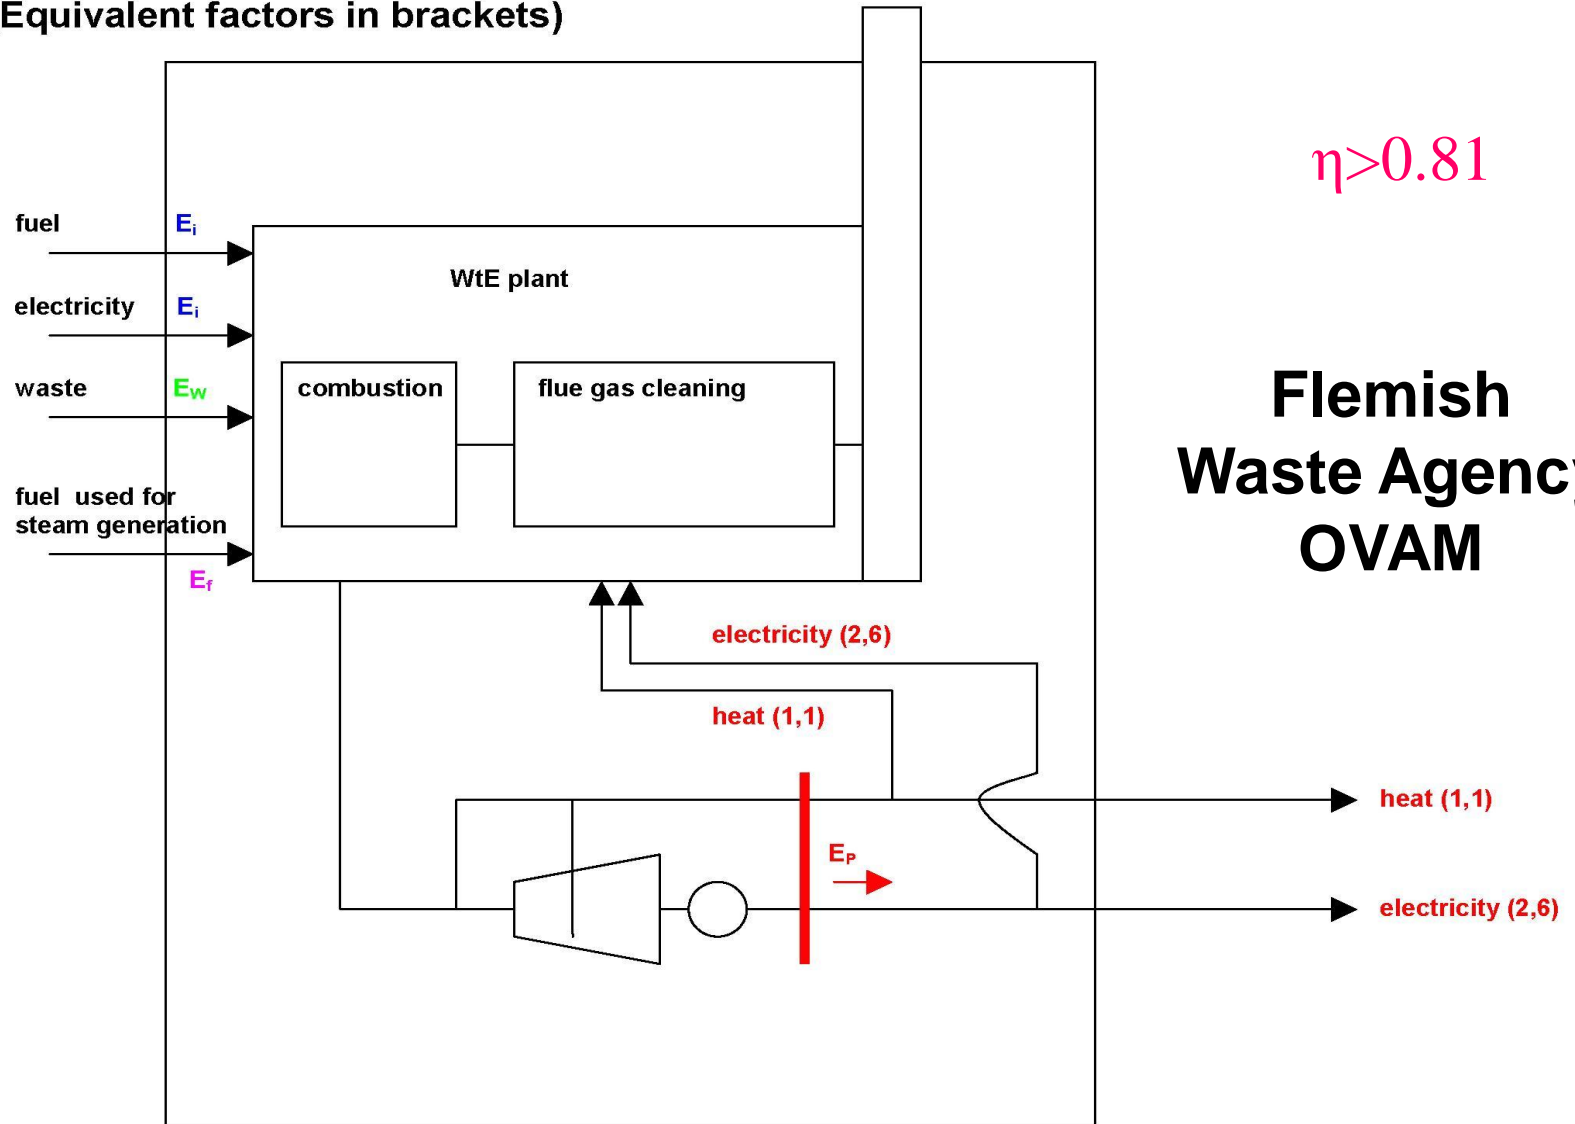 Equivalent factors in brackets)
η>0.81
fuel
Ei
WtE plant
electricity
Ei
waste
Ew
combustion
flue gas cleaning
Flemish
Waste Agency
OVAM
fuel used for
steam generation
Ef
electricity (2,6)
heat (1,1)
heat (1,1)
EP
electricity (2,6)